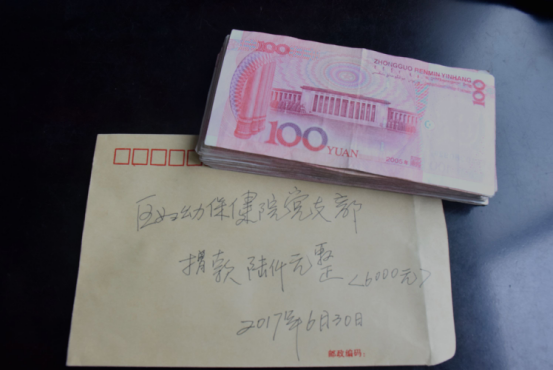 100
ZHONGGUO RENMIN YINHANG
100
100
YUAN
区妇幼保健院党支部
捐款陆仟元整(6000元)
2017年6月30日
邮政编码: